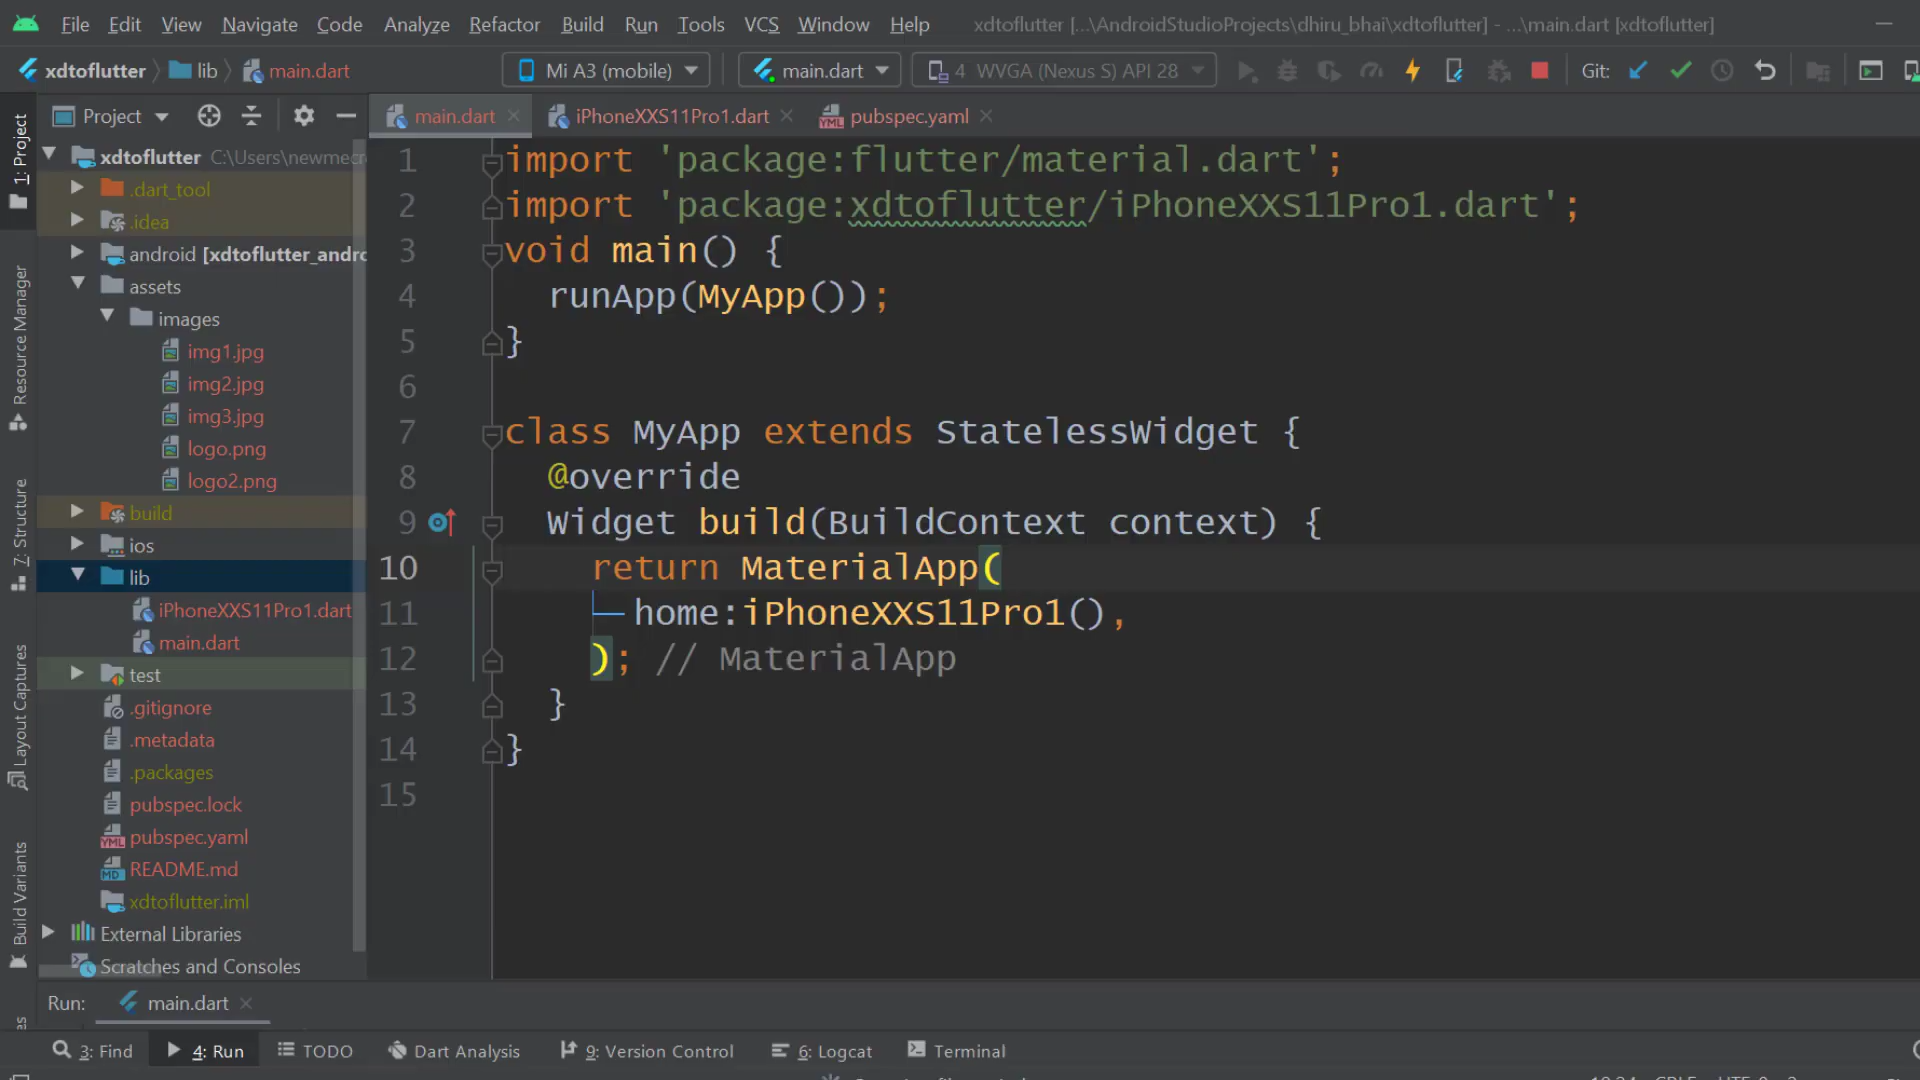 File Edit View Navigate Code Analyze Refactor Build Run Tools VCS Window Help xdtoflutter [...\AndroidStudioProjects\dhiru_bhai\xdtoflutter] - ...\main.dart [xdtoflutter]
xdtoflutter lib main.dart Mi A3 (mobile) main.dart 4 WVGA (Nexus S) API 28 Git:
Project main.dart iPhoneXXS11Pro1.dart pubspec.yaml
1: Project
Resource Manager
7: Structure
Layout Captures
Build Variants
xdtoflutter
.dart_tool
.idea
android [xdtoflutter_andro
assets
images
img1.jpg
img2.jpg
img3.jpg
logo.png
logo2.png
build
ios
lib
iPhoneXXS11Pro1.dart
main.dart
test
.gitignore
.metadata
.packages
pubspec.lock
pubspec.yaml
README.md
xdtoflutter.iml
External Libraries
Scratches and Consoles
1 import 'package:flutter/material.dart';
2 import 'package:xdtoflutter/iPhoneXXS11Pro1.dart';
3 void main() {
4 runApp(MyApp());
5 }
6
7 class MyApp extends StatelessWidget {
8 @override
9 Widget build(BuildContext context) {
10 return MaterialApp(
11 home:iPhoneXXS11Pro1(),
12 ); // MaterialApp
13 }
14 }
15
Run: main.dart
3: Find 4: Run TODO Dart Analysis 9: Version Control 6: Logcat Terminal